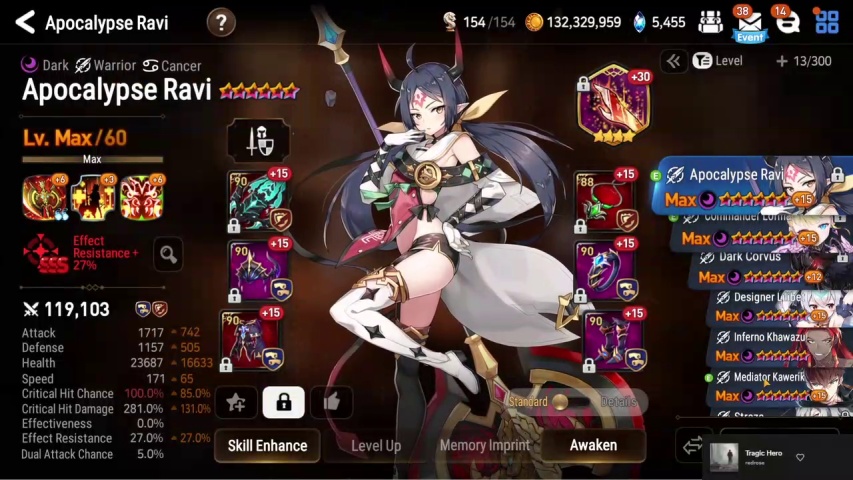 Apocalypse Ravi
?
154/154
132,329,959
5,455
38
Event
14
Dark Warrior Cancer
Apocalypse Ravi
Lv. Max/60
Max
+6
+3
+6
SSS
Effect
Resistance +
27%
119,103
Attack 1717 742
Defense 1157 505
Health 23687 16633
Speed 171 65
Critical Hit Chance 100.0% 85.0%
Critical Hit Damage 281.0% 131.0%
Effectiveness 0.0%
Effect Resistance 27.0% 27.0%
Dual Attack Chance 5.0%
90 +15
90 +15
90 +15
+30
88 +15
90 +15
90 +15
Standard
Details
Skill Enhance
Level Up
Memory Imprint
Awaken
Level
+ 13/300
E
Apocalypse Ravi
Max +15
Max +15
Dark Corvus
Max +12
Max +15
Inferno Khawazu
Max
E
Mediator Kawerik
Max +15
Tragic Hero
redrose